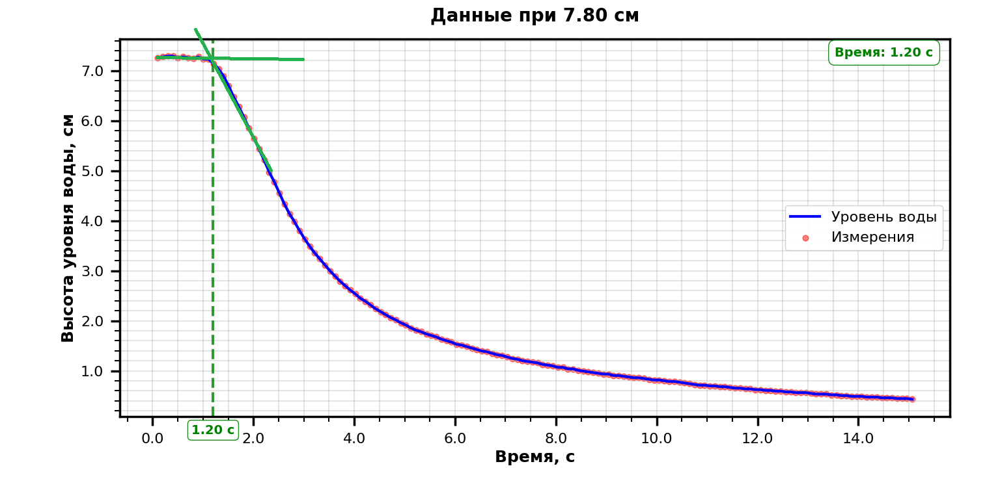 Данные при 7.80 см
Время: 1.20 с
7.0
6.0
5.0
4.0
3.0
2.0
1.0
Высота уровня воды, см
Уровень воды
Измерения
1.20 с
0.0 2.0 4.0 6.0 8.0 10.0 12.0 14.0
Время, с